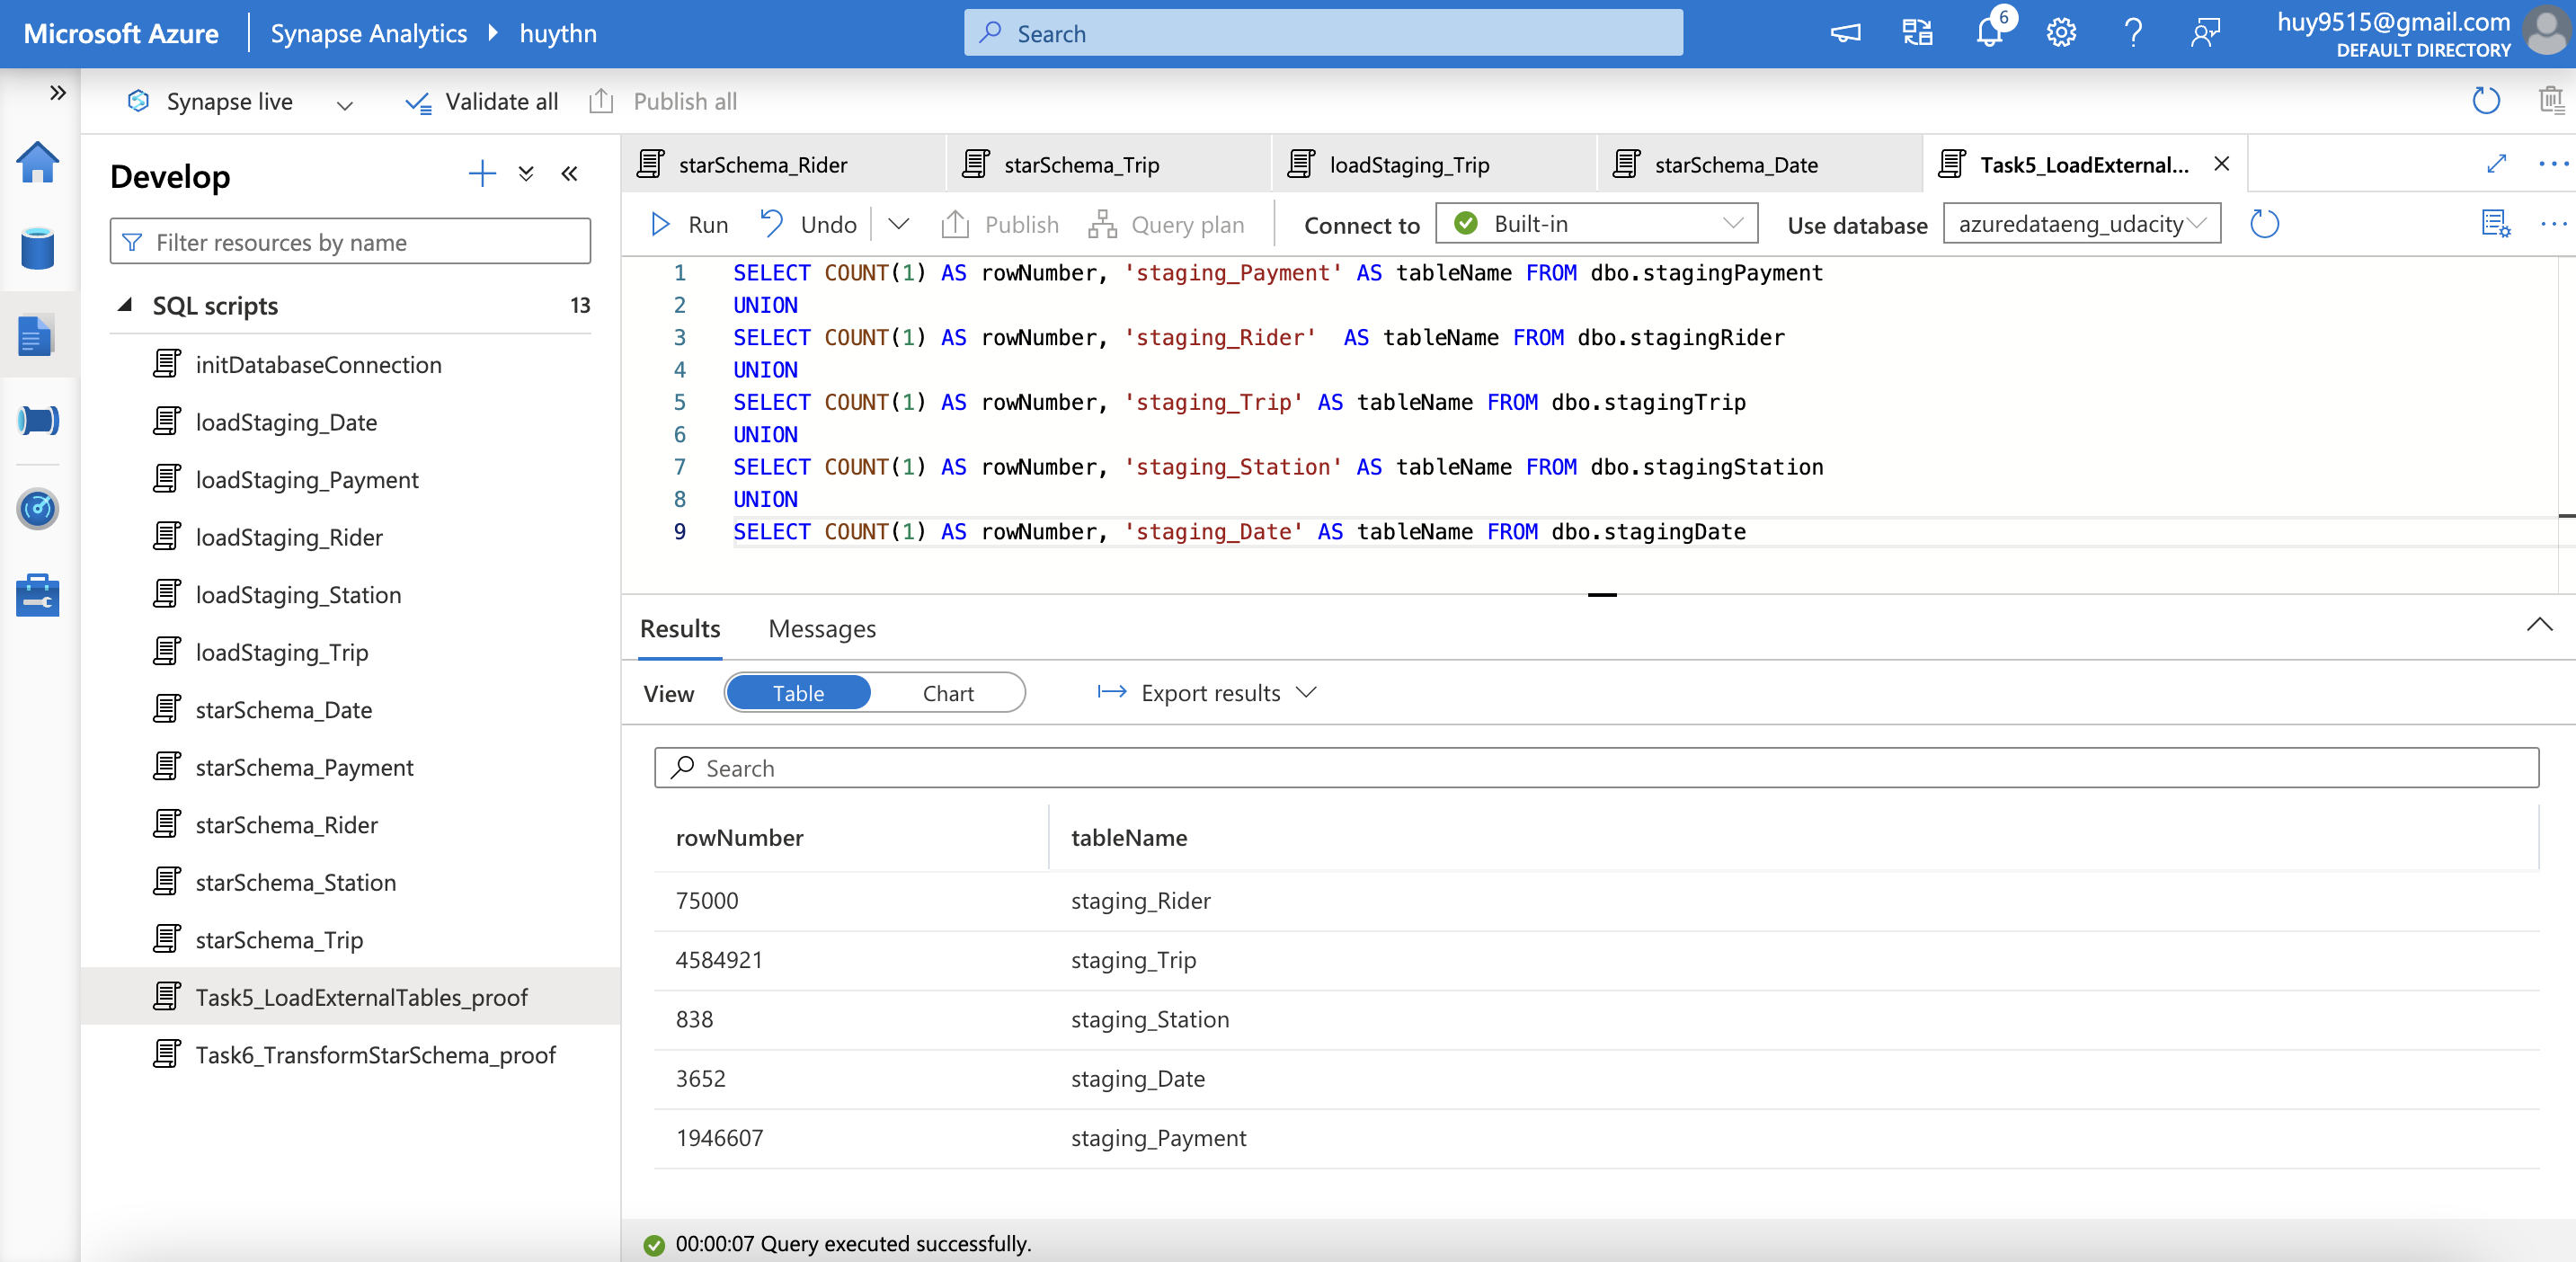 Microsoft Azure Synapse Analytics huythn Search 6 huy9515@gmail.com
DEFAULT DIRECTORY
Synapse live Validate all Publish all
Develop
Filter resources by name
SQL scripts 13
initDatabaseConnection
loadStaging_Date
loadStaging_Payment
loadStaging_Rider
loadStaging_Station
loadStaging_Trip
starSchema_Date
starSchema_Payment
starSchema_Rider
starSchema_Station
starSchema_Trip
Task5_LoadExternalTables_proof
Task6_TransformStarSchema_proof
starSchema_Rider starSchema_Trip loadStaging_Trip starSchema_Date Task5_LoadExternal...
Run Undo Publish Query plan Connect to Built-in Use database azuredataeng_udacity
1 SELECT COUNT(1) AS rowNumber, 'staging_Payment' AS tableName FROM dbo.stagingPayment
2 UNION
3 SELECT COUNT(1) AS rowNumber, 'staging_Rider'  AS tableName FROM dbo.stagingRider
4 UNION
5 SELECT COUNT(1) AS rowNumber, 'staging_Trip' AS tableName FROM dbo.stagingTrip
6 UNION
7 SELECT COUNT(1) AS rowNumber, 'staging_Station' AS tableName FROM dbo.stagingStation
8 UNION
9 SELECT COUNT(1) AS rowNumber, 'staging_Date' AS tableName FROM dbo.stagingDate
Results Messages
View Table Chart Export results
Search
rowNumber tableName
75000 staging_Rider
4584921 staging_Trip
838 staging_Station
3652 staging_Date
1946607 staging_Payment
00:00:07 Query executed successfully.